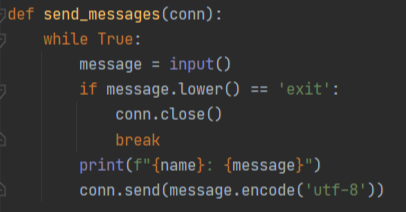 def send_messages(conn):
    while True:
        message = input()
        if message.lower() == 'exit':
            conn.close()
            break
        print(f"{name}: {message}")
        conn.send(message.encode('utf-8'))